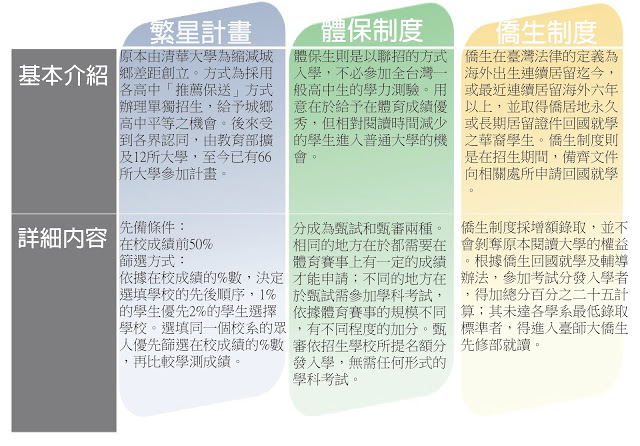 繁星計畫
體保制度
僑生制度
基本介紹
原本由清華大學為縮減城
鄉差距創立。方式為採用
各高中「推薦保送」方式
辦理單獨招生，給予城鄉
高中平等之機會。後來受
到各界認同，由教育部擴
及12所大學，至今已有66
所大學參加計畫。
體保生則是以聯招的方式
入學，不必參加全台灣一
般高中生的學力測驗。用
意在於給予在體育成績優
秀，但相對閱讀時間減少
的學生進入普通大學的機
會。
僑生在臺灣法律的定義為
海外出生連續居留迄今，
或最近連續居留海外六年
以上，並取得僑居地永久
或長期居留證件回國就學
之華裔學生。僑生制度則
是在招生期間，備齊文件
向相關處所申請回國就學
。
詳細內容
先備條件：
在校成績前50%
篩選方式：
依據在校成績的%數，決定
選填學校的先後順序，1%
的學生優先2%的學生選擇
學校。選填同一個校系的眾
人優先篩選在校成績的%數
，再比較學測成績。
分成為甄試和甄審兩種。
相同的地方在於都需要在
體育賽事上有一定的成績
才能申請；不同的地方在
於甄試需參加學科考試，
依據體育賽事的規模不同
，有不同程度的加分。甄
審依招生學校所提名額分
發入學，無需任何形式的
學科考試。
僑生制度採增額錄取，並不
會剝奪原本閱讀大學的權益
。根據僑生回國就學及輔導
辦法，參加考試分發入學者
，得加總分百分之二十五計
算；其未達各學系最低錄取
標準者，得進入臺師大僑生
先修部就讀。